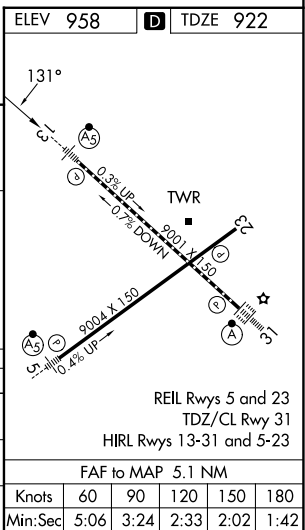 ELEV 958 D TDZE 922
131°
13
A5
P
0.3% UP
0.7% DOWN
TWR
9001 X 150
23
P
9004 X 150
P
A5
P
A
31
5
0.4% UP
REIL Rwys 5 and 23
TDZ/CL Rwy 31
HIRL Rwys 13-31 and 5-23
FAF to MAP 5.1 NM
Knots 60 90 120 150 180
Min:Sec 5:06 3:24 2:33 2:02 1:42